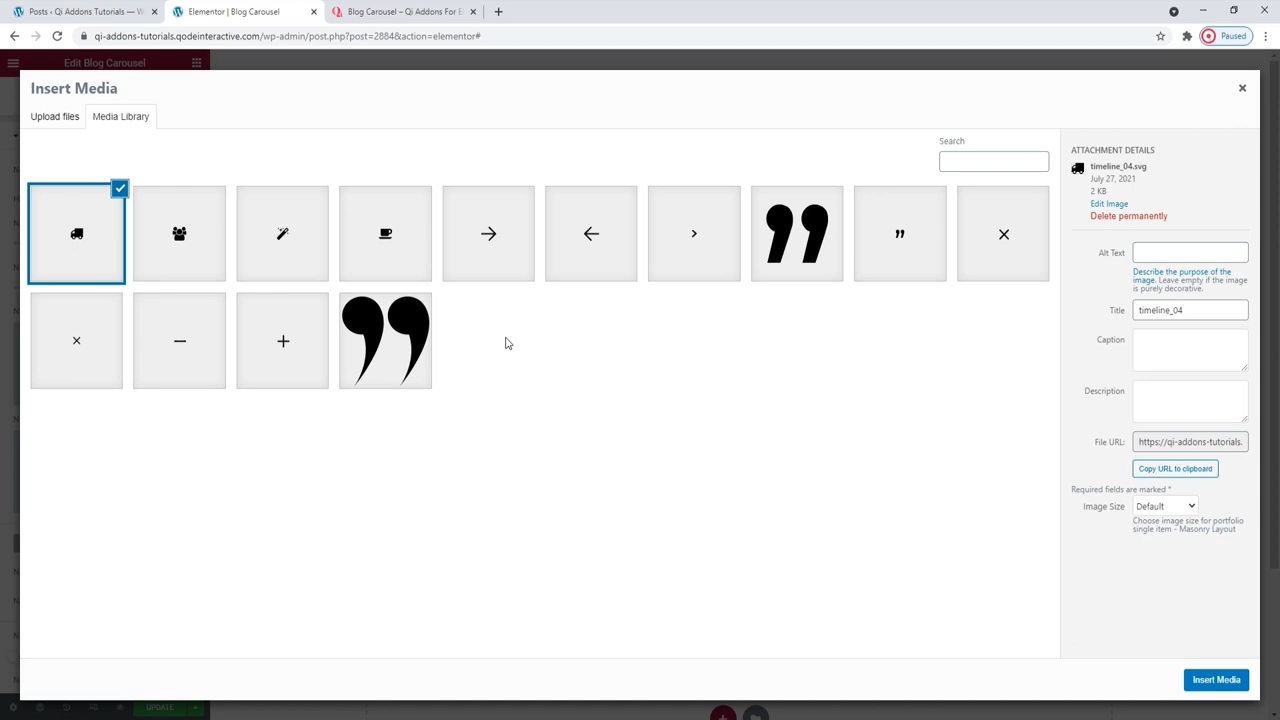 Posts ‹ Qi Addons Tutorials — W
Elementor | Blog Carousel
Blog Carousel – Qi Addons For E
qi-addons-tutorials.qodeinteractive.com/wp-admin/post.php?post=2884&action=elementor#
Paused
Edit Blog Carousel
Insert Media
Upload files
Media Library
Search
ATTACHMENT DETAILS
timeline_04.svg
July 27, 2021
2 KB
Edit Image
Delete permanently
Alt Text
Describe the purpose of the
image. Leave empty if the image
is purely decorative.
Title
timeline_04
Caption
Description
File URL:
https://qi-addons-tutorials.
Copy URL to clipboard
Required fields are marked *
Image Size
Default
Choose image size for portfolio
single item - Masonry Layout
Insert Media
UPDATE